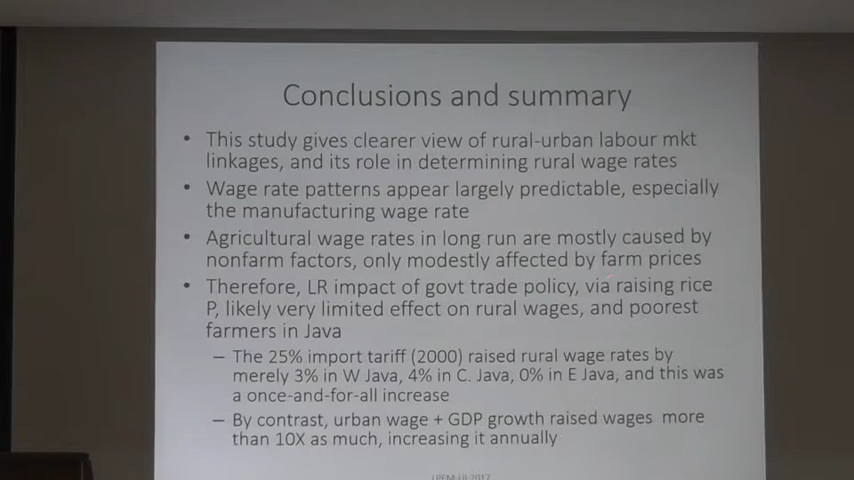 Conclusions and summary
• This study gives clearer view of rural-urban labour mkt
linkages, and its role in determining rural wage rates
• Wage rate patterns appear largely predictable, especially
the manufacturing wage rate
• Agricultural wage rates in long run are mostly caused by
nonfarm factors, only modestly affected by farm prices
• Therefore, LR impact of govt trade policy, via raising rice
P, likely very limited effect on rural wages, and poorest
farmers in Java
– The 25% import tariff (2000) raised rural wage rates by
merely 3% in W Java, 4% in C. Java, 0% in E Java, and this was
a once-and-for-all increase
– By contrast, urban wage + GDP growth raised wages more
than 10X as much, increasing it annually